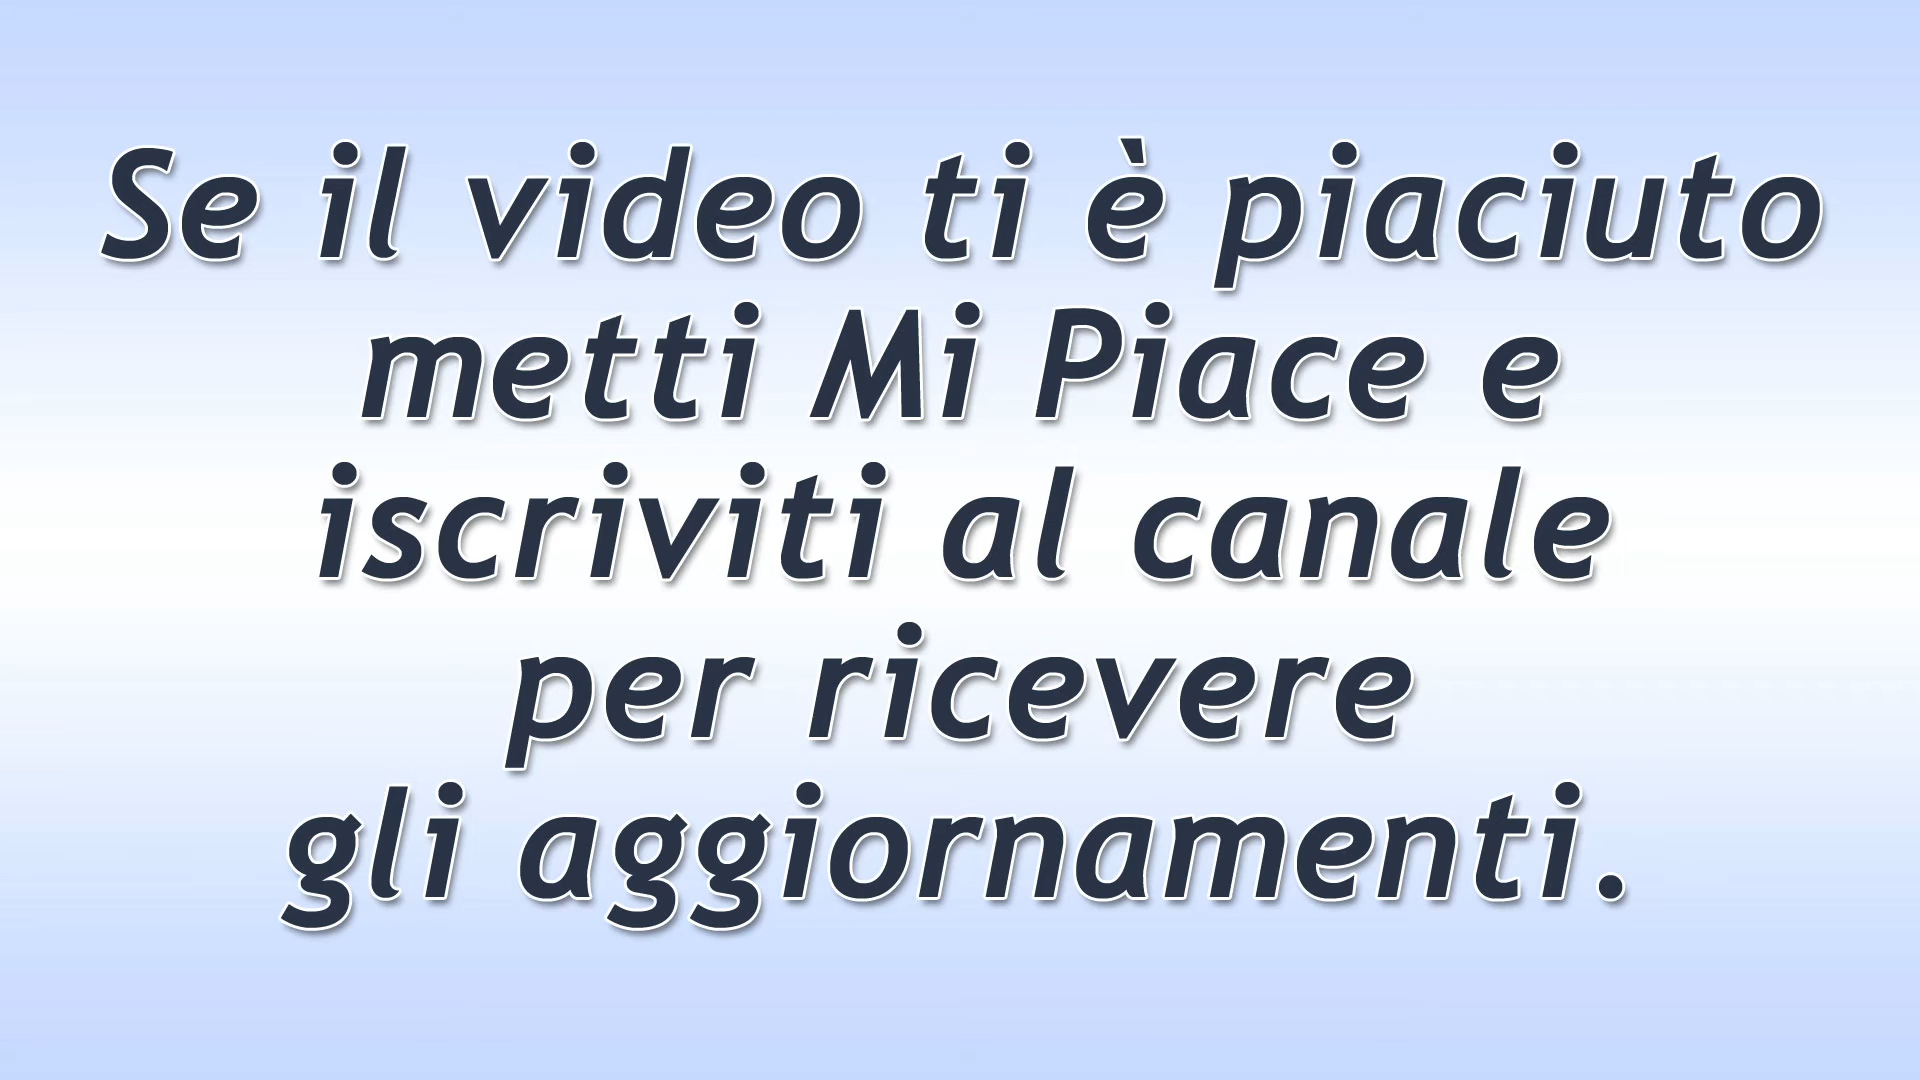 Se il video ti è piaciuto
metti Mi Piace e
iscriviti al canale
per ricevere
gli aggiornamenti.